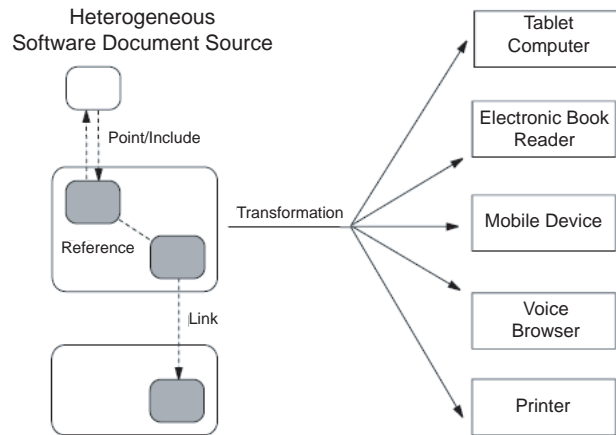 Heterogeneous
Software Document Source
Point/Include
Reference
Link
Transformation
Tablet
Computer
Electronic Book
Reader
Mobile Device
Voice
Browser
Printer